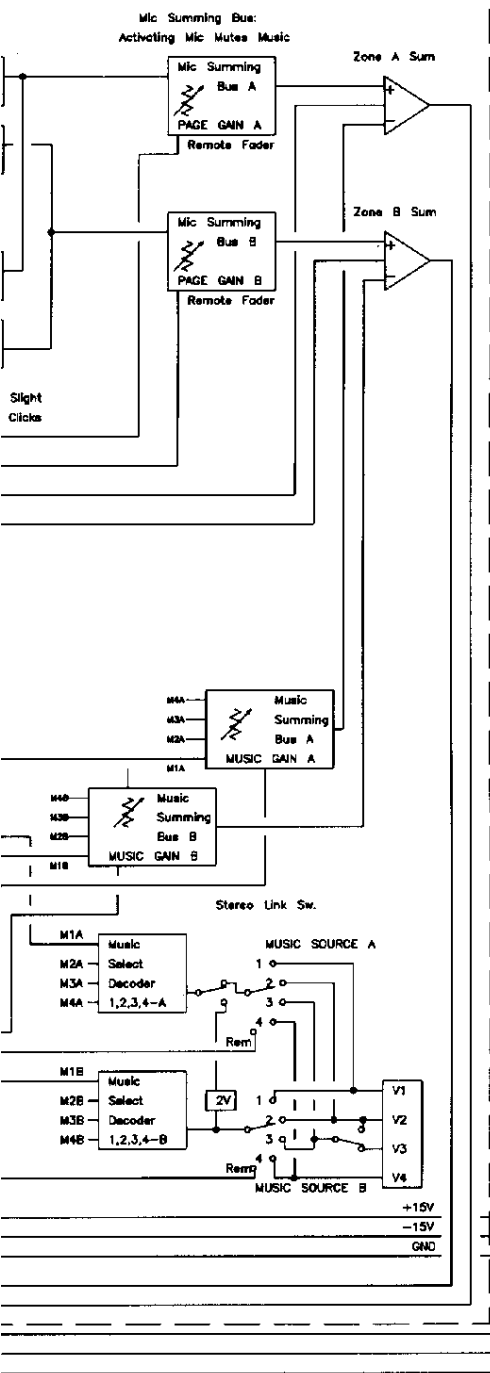 Mic Summing Bus:
Activating Mic Mutes Music
Zone A Sum
Mic Summing
Bus A
PAGE GAIN A
Remote Fader
+
−
Zone B Sum
Mic Summing
Bus B
PAGE GAIN B
Remote Fader
+
−
Slight
Clicks
M4A
M3A
M2A
M1A
Music
Summing
Bus A
MUSIC GAIN A
M4B
M3B
M2B
M1B
Music
Summing
Bus B
MUSIC GAIN B
Stereo Link Sw.
M1A
M2A
M3A
M4A
Music
Select
Decoder
1,2,3,4-A
MUSIC SOURCE A
1
2
3
4
Rem
M1B
M2B
M3B
M4B
Music
Select
Decoder
1,2,3,4-B
2V
1
2
3
4
Rem
MUSIC SOURCE B
V1
V2
V3
V4
+15V
−15V
GND